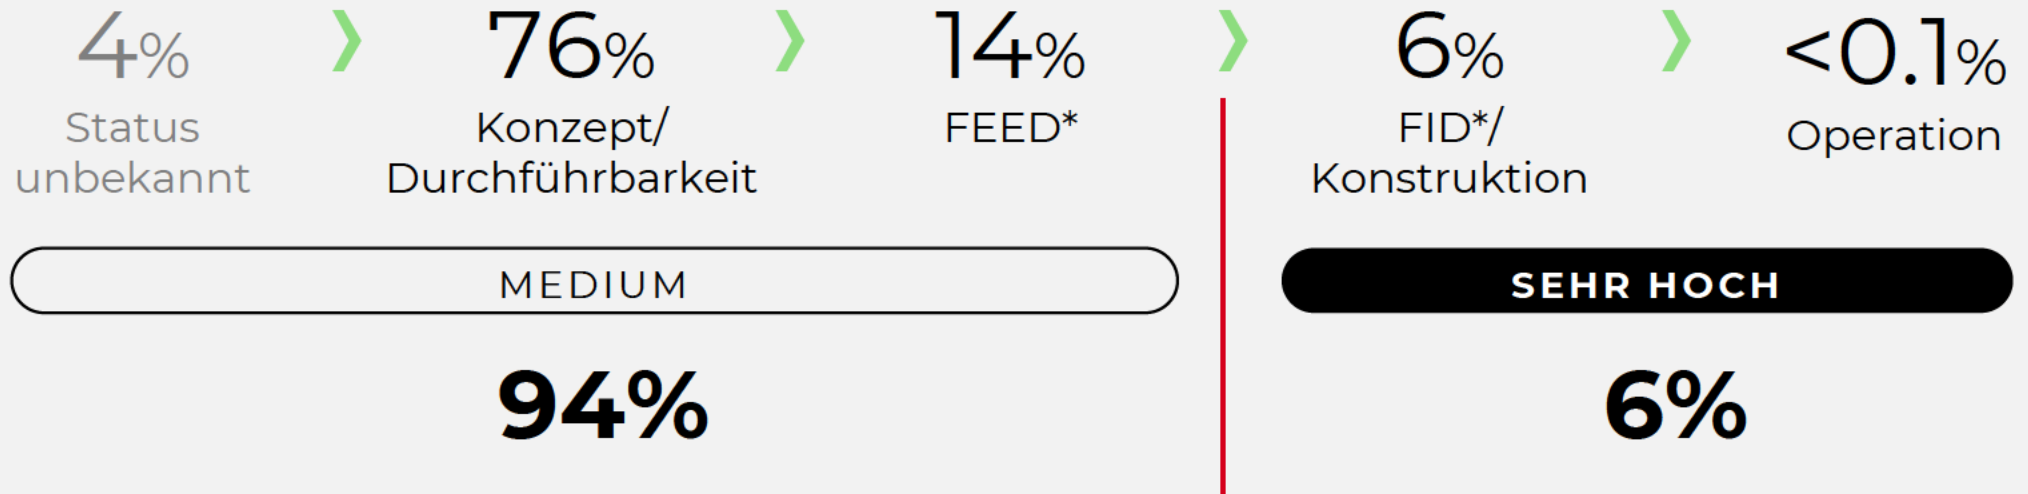 4% 76% 14% 6% <0.1%
Status Konzept/ FEED* FID*/ Operation
unbekannt Durchführbarkeit Konstruktion
MEDIUM SEHR HOCH
94% 6%